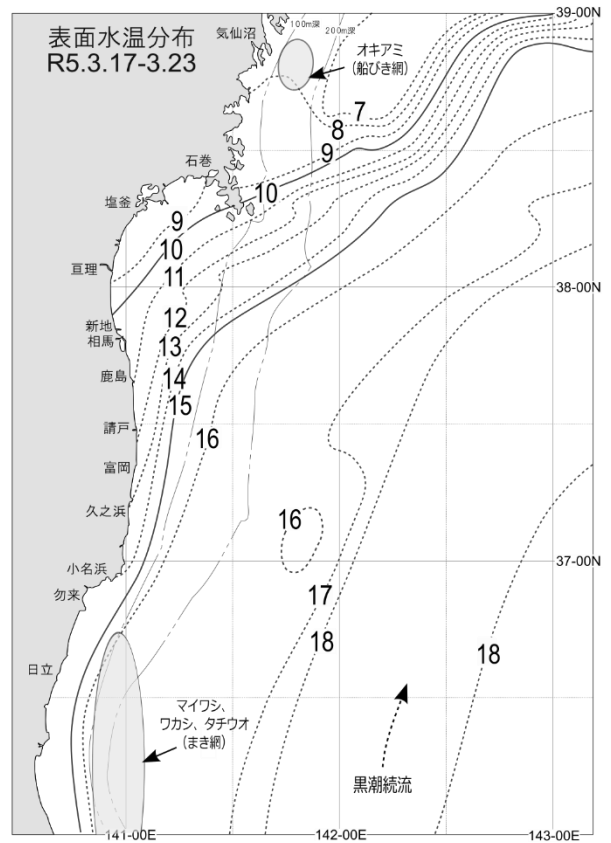 表面水温分布
R5.3.17-3.23
気仙沼
100m深
200m深
39-00N
オキアミ
(船びき網)
7
8
9
石巻
10
塩釜
9
10
亘理
11
38-00N
新地
12
相馬
13
鹿島
14
15
請戸
16
富岡
久之浜
16
小名浜
37-00N
勿来
17
18
18
日立
マイワシ、
ワカシ、タチウオ
(まき網)
黒潮続流
141-00E
142-00E
143-00E